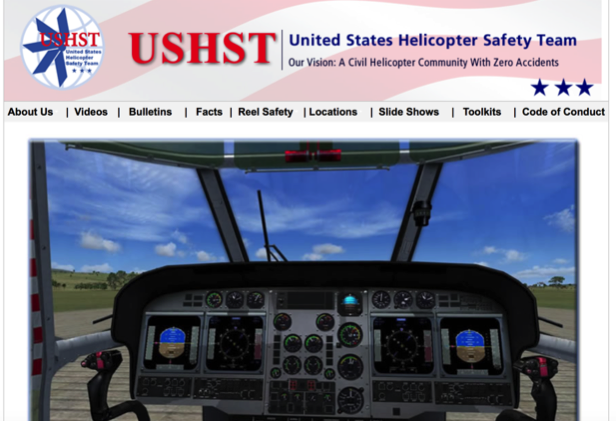 USHST
United States
Helicopter
Safety Team
USHST
United States Helicopter Safety Team
Our Vision: A Civil Helicopter Community With Zero Accidents
About Us | Videos | Bulletins | Facts | Reel Safety | Locations | Slide Shows | Toolkits | Code of Conduct